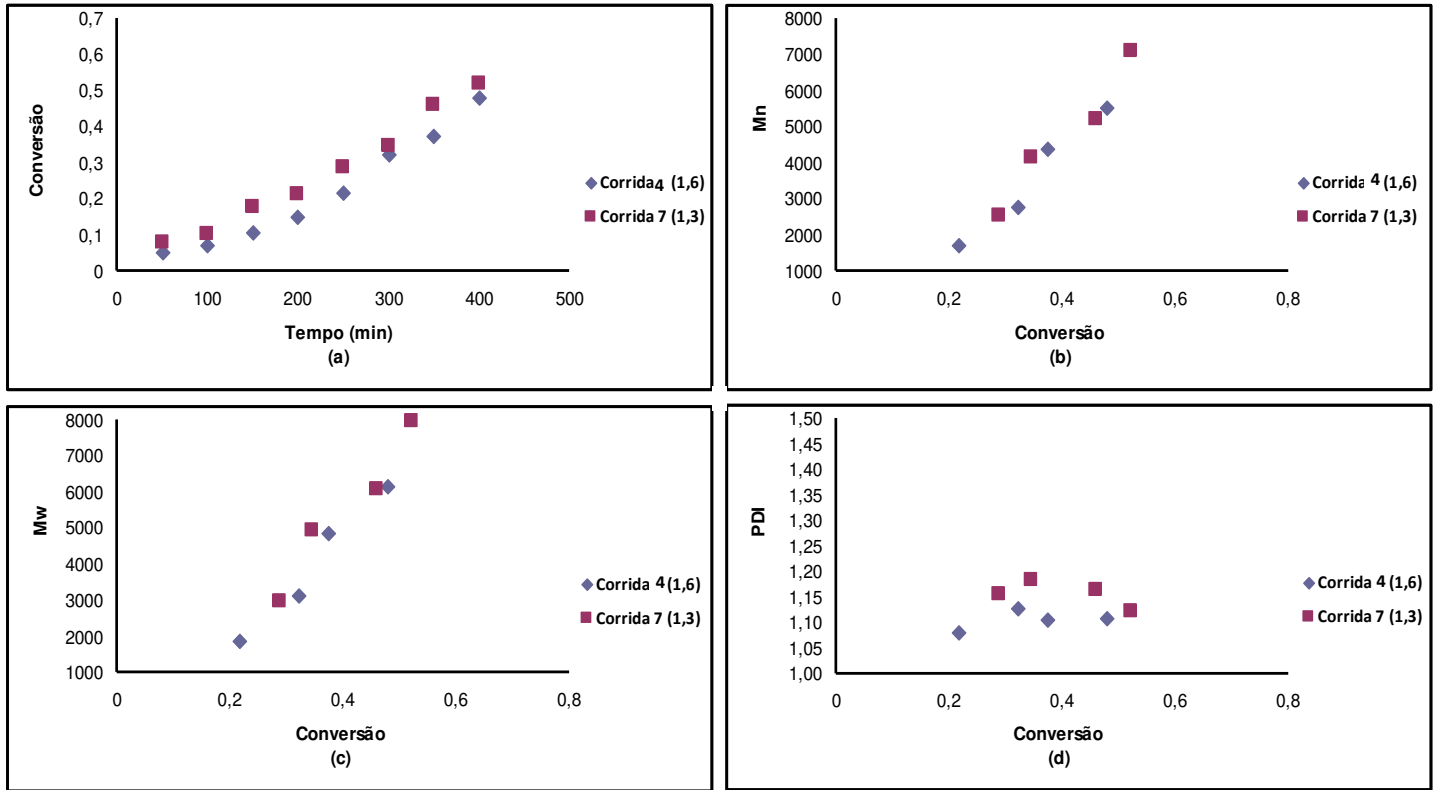 0,7
0,6
0,5
0,4
0,3
0,2
0,1
0
Conversão
0 100 200 300 400 500
Tempo (min)
(a)
Corrida4 (1,6)
Corrida 7 (1,3)
8000
7000
6000
5000
4000
3000
2000
1000
Mn
0 0,2 0,4 0,6 0,8
Conversão
(b)
Corrida 4 (1,6)
Corrida 7 (1,3)
8000
7000
6000
5000
4000
3000
2000
1000
Mw
0 0,2 0,4 0,6 0,8
Conversão
(c)
Corrida 4 (1,6)
Corrida 7 (1,3)
1,50
1,45
1,40
1,35
1,30
1,25
1,20
1,15
1,10
1,05
1,00
PDI
0 0,2 0,4 0,6 0,8
Conversão
(d)
Corrida 4 (1,6)
Corrida 7 (1,3)